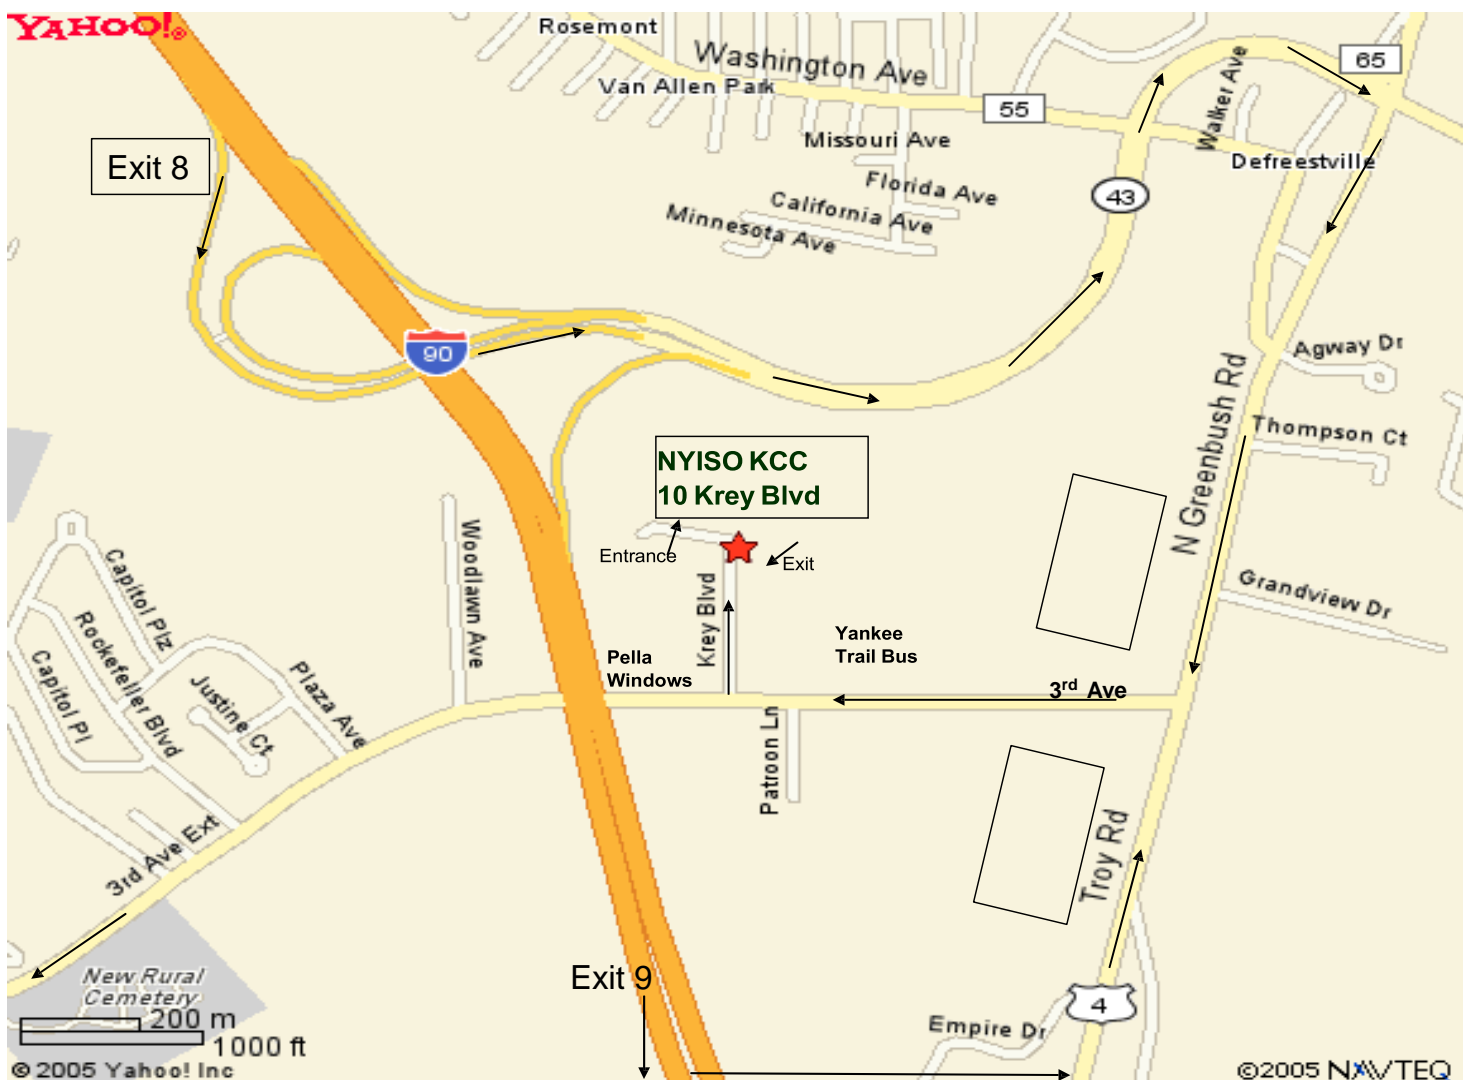 YAHOO!®
Rosemont
Washington Ave
65
Van Allen Park
55
Walker Ave
Missouri Ave
Defreestville
Exit 8
Florida Ave
43
California Ave
Minnesota Ave
90
Agway Dr
N Greenbush Rd
Thompson Ct
NYISO KCC
10 Krey Blvd
Entrance
Exit
Woodlawn Ave
Capitol Plz
Grandview Dr
Krey Blvd
Rockefeller Blvd
Yankee
Trail Bus
Capitol Pl
Pella
Windows
Plaza Ave
Justine Ct
3rd Ave
Patroon Ln
3rd Ave Ext
Troy Rd
Exit 9
New Rural
Cemetery
4
200 m
Empire Dr
1000 ft
© 2005 Yahoo! Inc
©2005 NAVTEQ